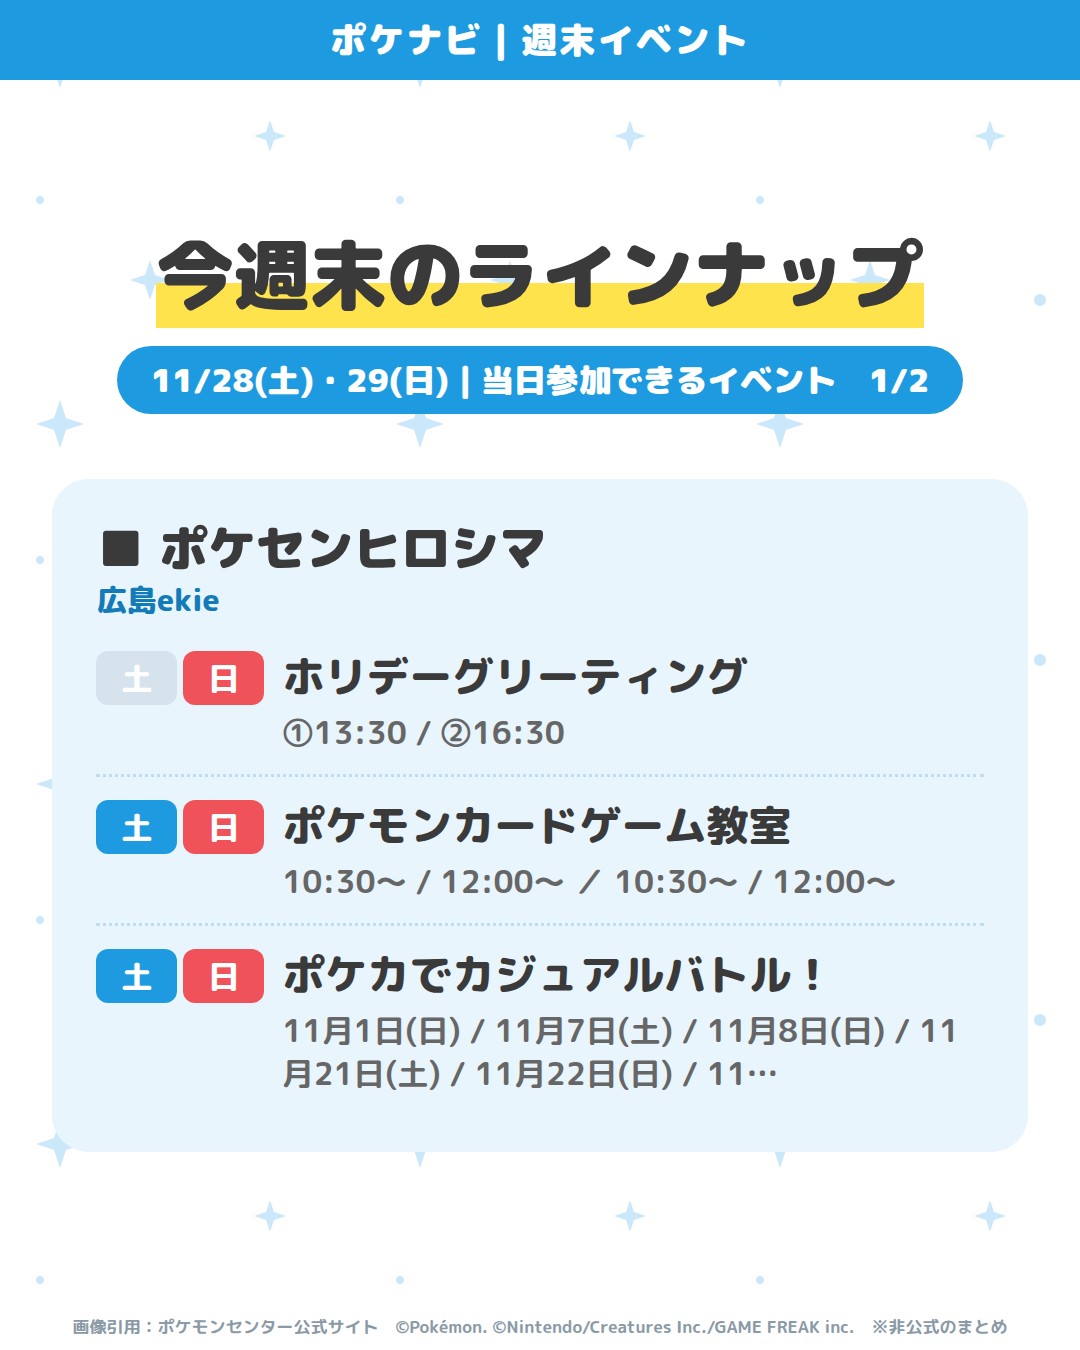 ポケナビ | 週末イベント
今週末のラインナップ
11/28(土)・29(日) | 当日参加できるイベント　1/2
■ ポケセンヒロシマ
広島ekie
土 日 ホリデーグリーティング
①13:30 / ②16:30
土 日 ポケモンカードゲーム教室
10:30〜 / 12:00〜 ／ 10:30〜 / 12:00〜
土 日 ポケカでカジュアルバトル！
11月1日(日) / 11月7日(土) / 11月8日(日) / 11
月21日(土) / 11月22日(日) / 11…
画像引用：ポケモンセンター公式サイト　©Pokémon. ©Nintendo/Creatures Inc./GAME FREAK inc.　※非公式のまとめ